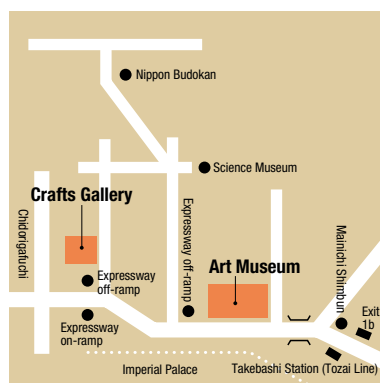 Nippon Budokan
Science Museum
Crafts Gallery
Chidorigafuchi
Expressway
off-ramp
Expressway
off-ramp
Art Museum
Mainichi Shimbun
Exit
1b
Expressway
on-ramp
Imperial Palace
Takebashi Station (Tozai Line)